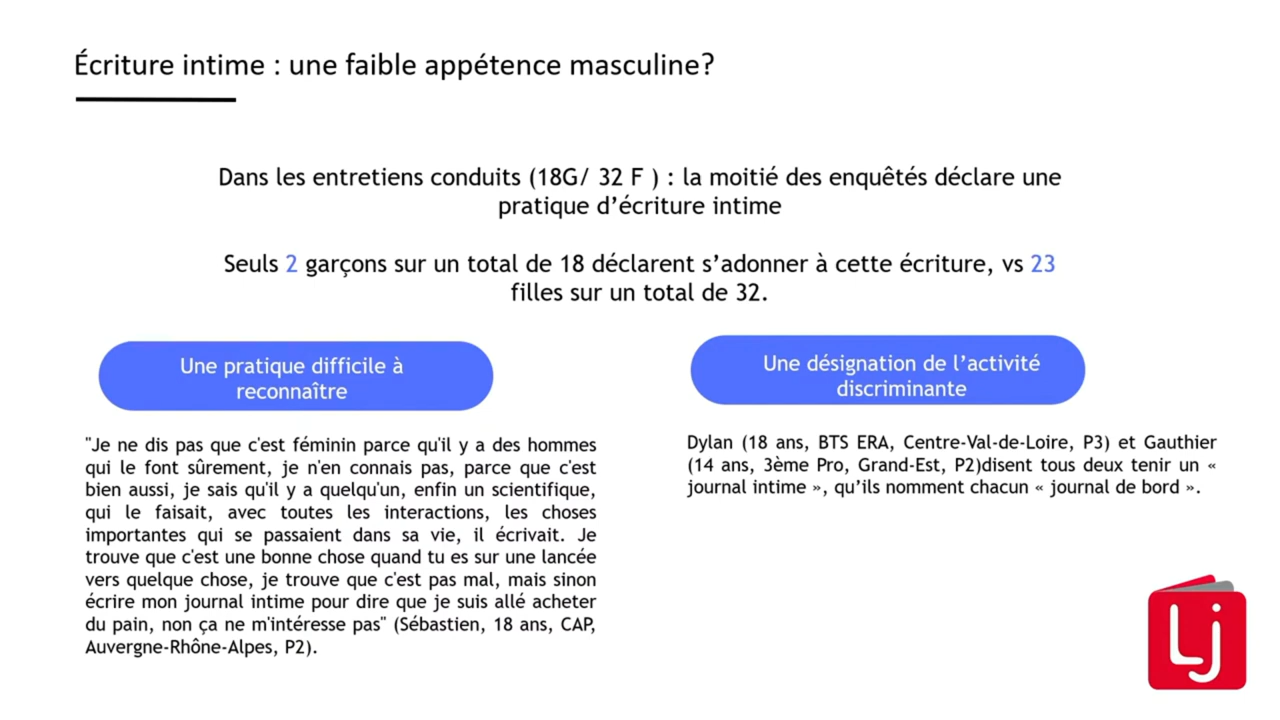 Écriture intime : une faible appétence masculine?
Dans les entretiens conduits (18G/ 32 F ) : la moitié des enquêtés déclare une
pratique d’écriture intime
Seuls 2 garçons sur un total de 18 déclarent s’adonner à cette écriture, vs 23
filles sur un total de 32.
Une pratique difficile à
reconnaître
"Je ne dis pas que c'est féminin parce qu'il y a des hommes
qui le font sûrement, je n'en connais pas, parce que c'est
bien aussi, je sais qu'il y a quelqu'un, enfin un scientifique,
qui le faisait, avec toutes les interactions, les choses
importantes qui se passaient dans sa vie, il écrivait. Je
trouve que c'est une bonne chose quand tu es sur une lancée
vers quelque chose, je trouve que c'est pas mal, mais sinon
écrire mon journal intime pour dire que je suis allé acheter
du pain, non ça ne m'intéresse pas" (Sébastien, 18 ans, CAP,
Auvergne-Rhône-Alpes, P2).
Une désignation de l’activité
discriminante
Dylan (18 ans, BTS ERA, Centre-Val-de-Loire, P3) et Gauthier
(14 ans, 3ème Pro, Grand-Est, P2)disent tous deux tenir un «
journal intime », qu’ils nomment chacun « journal de bord ».
Lj